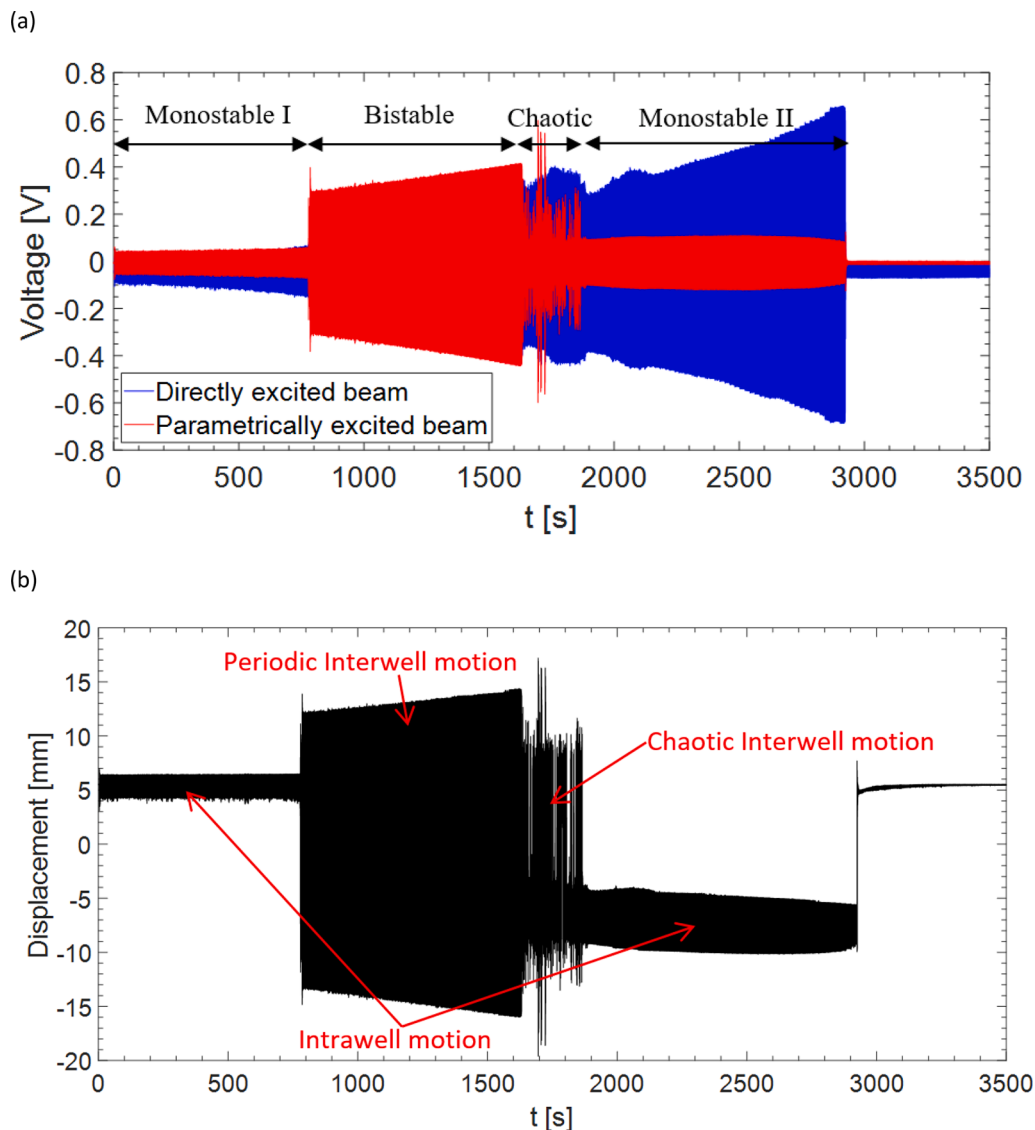 (a)
0.8
Monostable I Bistable Chaotic Monostable II
0.6
0.4
0.2
0
-0.2
-0.4
-0.6
-0.8
Voltage [V]
Directly excited beam
Parametrically excited beam
0 500 1000 1500 2000 2500 3000 3500
t [s]
(b)
20
15
10
5
0
-5
-10
-15
-20
Displacement [mm]
Periodic Interwell motion
Chaotic Interwell motion
Intrawell motion
0 500 1000 1500 2000 2500 3000 3500
t [s]